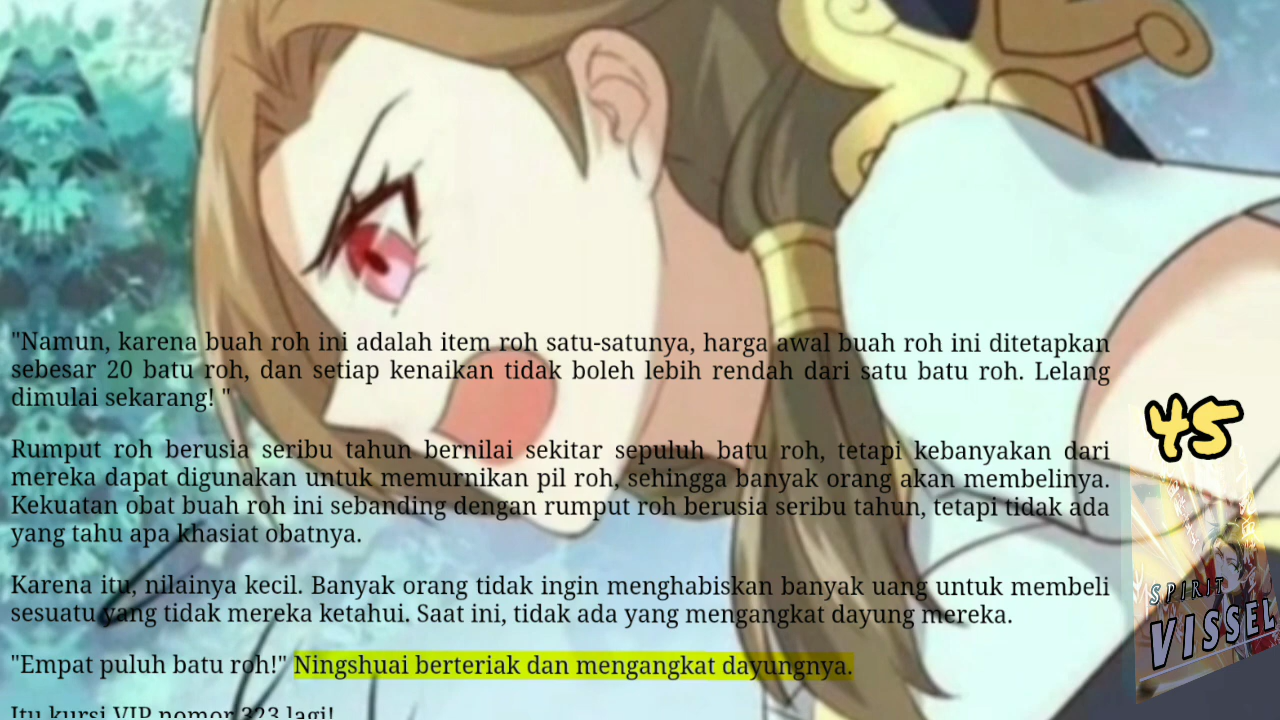 "Namun, karena buah roh ini adalah item roh satu-satunya, harga awal buah roh ini ditetapkan
sebesar 20 batu roh, dan setiap kenaikan tidak boleh lebih rendah dari satu batu roh. Lelang
dimulai sekarang! "
Rumput roh berusia seribu tahun bernilai sekitar sepuluh batu roh, tetapi kebanyakan dari
mereka dapat digunakan untuk memurnikan pil roh, sehingga banyak orang akan membelinya.
Kekuatan obat buah roh ini sebanding dengan rumput roh berusia seribu tahun, tetapi tidak ada
yang tahu apa khasiat obatnya.
Karena itu, nilainya kecil. Banyak orang tidak ingin menghabiskan banyak uang untuk membeli
sesuatu yang tidak mereka ketahui. Saat ini, tidak ada yang mengangkat dayung mereka.
"Empat puluh batu roh!" Ningshuai berteriak dan mengangkat dayungnya.
Itu kursi VIP nomor 323 lagi!
45
SPIRIT
VISSEL